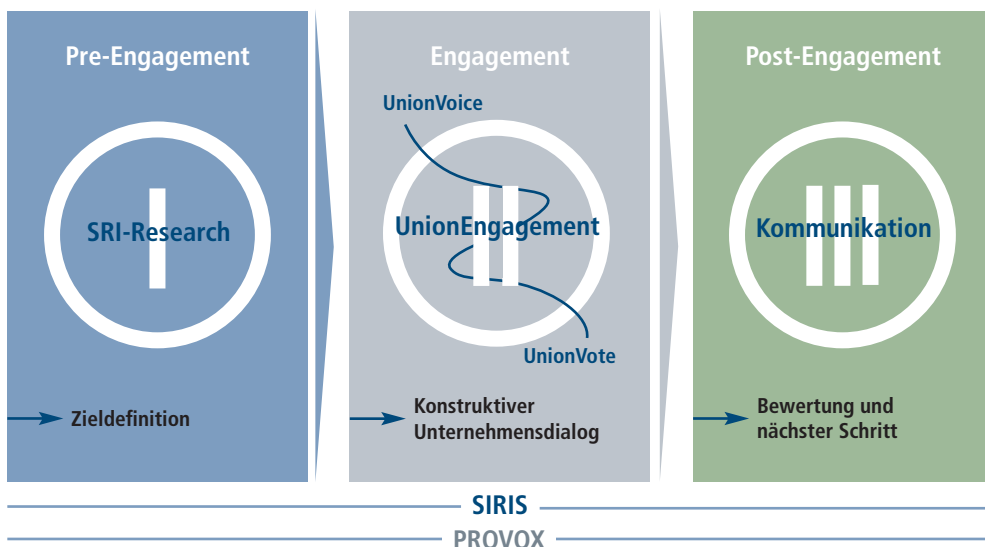 Pre-Engagement
SRI-Research
Zieldefinition
Engagement
UnionVoice
UnionEngagement
UnionVote
Konstruktiver
Unternehmensdialog
Post-Engagement
Kommunikation
Bewertung und
nächster Schritt
SIRIS
PROVOX